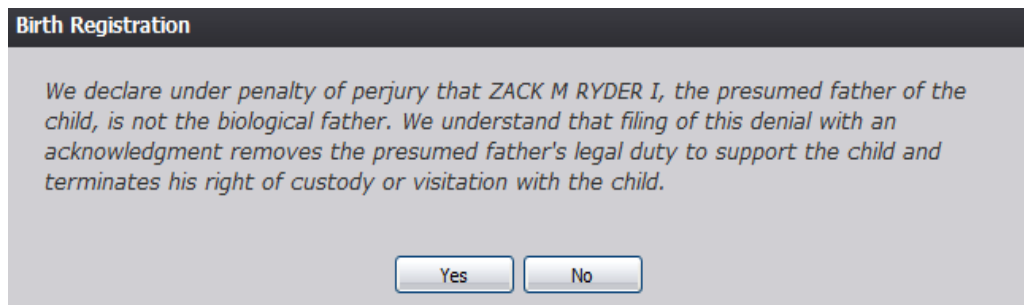 Birth Registration
We declare under penalty of perjury that ZACK M RYDER I, the presumed father of the
child, is not the biological father. We understand that filing of this denial with an
acknowledgment removes the presumed father's legal duty to support the child and
terminates his right of custody or visitation with the child.
Yes No